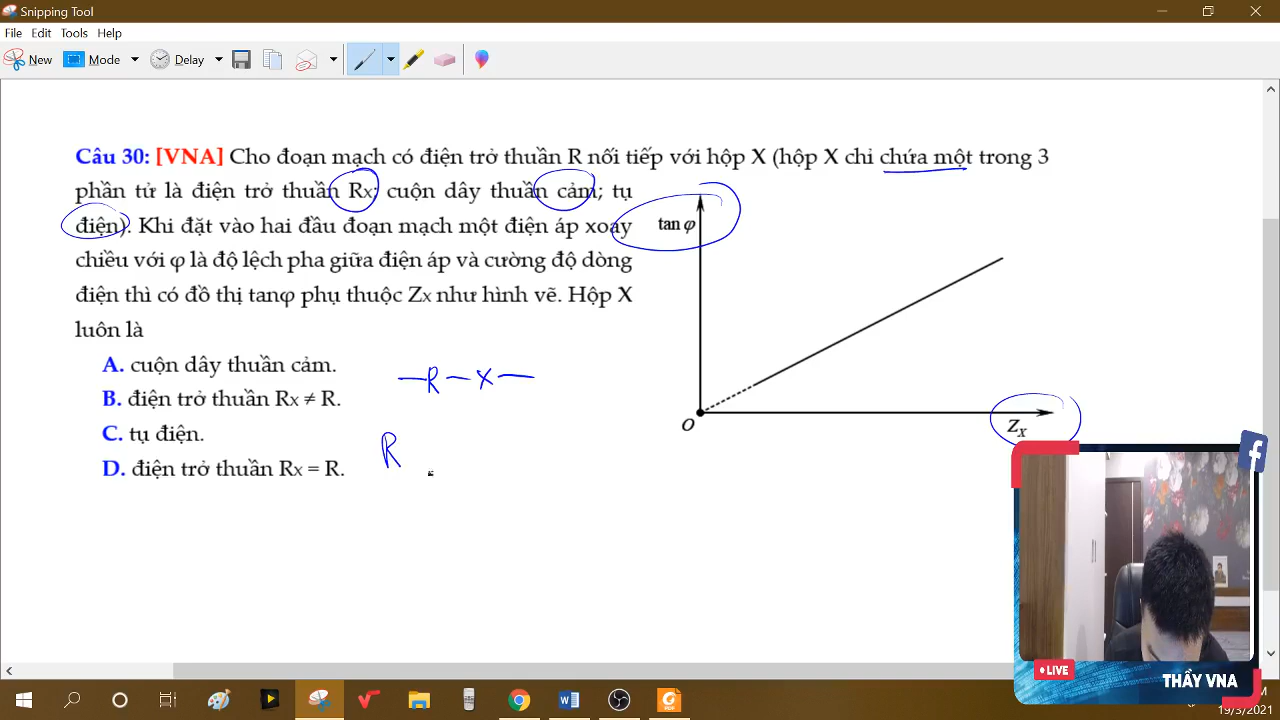 Snipping Tool
File Edit Tools Help
New Mode Delay
Câu 30: [VNA] Cho đoạn mạch có điện trở thuần R nối tiếp với hộp X (hộp X chỉ chứa một trong 3
phần tử là điện trở thuần Rx; cuộn dây thuần cảm; tụ
điện). Khi đặt vào hai đầu đoạn mạch một điện áp xoay
chiều với φ là độ lệch pha giữa điện áp và cường độ dòng
điện thì có đồ thị tanφ phụ thuộc Zx như hình vẽ. Hộp X
luôn là
A. cuộn dây thuần cảm.
B. điện trở thuần Rx ≠ R.
C. tụ điện.
D. điện trở thuần Rx = R.
R X
R
tan φ
O
Zx
LIVE
THẦY VNA
M
19/3/2021